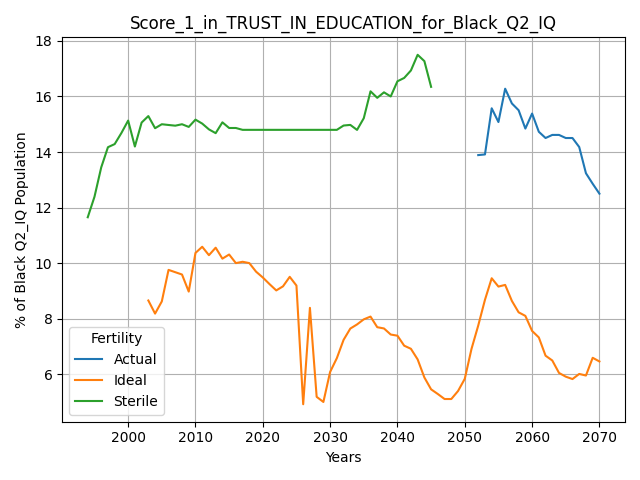 Score_1_in_TRUST_IN_EDUCATION_for_Black_Q2_IQ
% of Black Q2_IQ Population
18
16
14
12
10
8
6
Fertility
Actual
Ideal
Sterile
2000
2010
2020
2030
2040
2050
2060
2070
Years